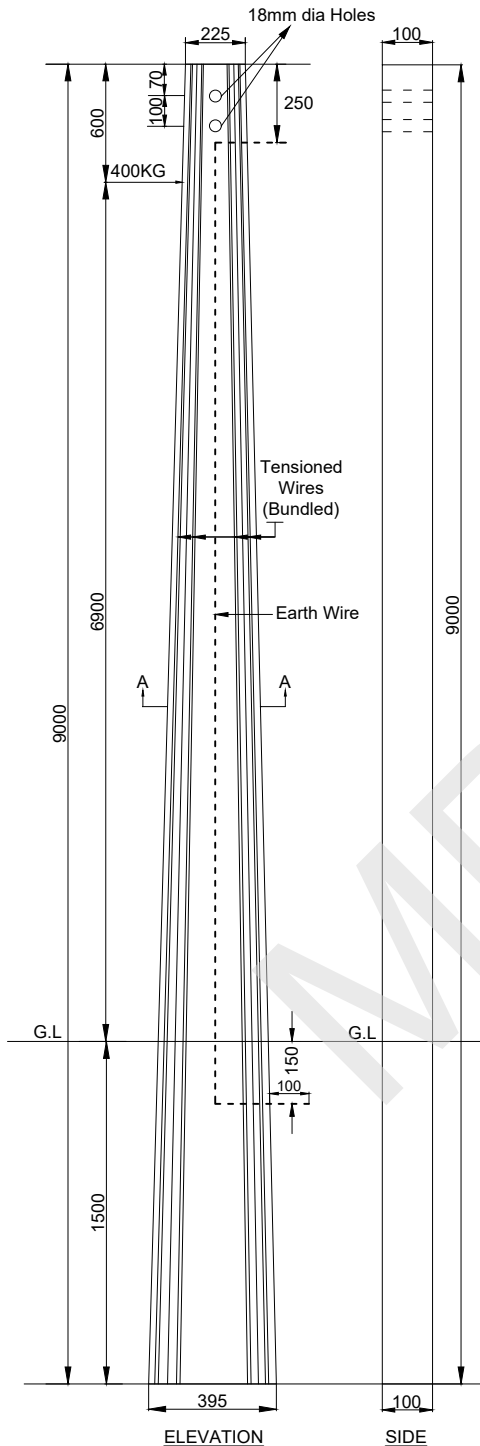 18mm dia Holes
225
100
70
100
600
250
400KG
Tensioned
Wires
(Bundled)
6900
Earth Wire
9000
9000
A
A
G.L
G.L
150
100
1500
395
100
ELEVATION
SIDE